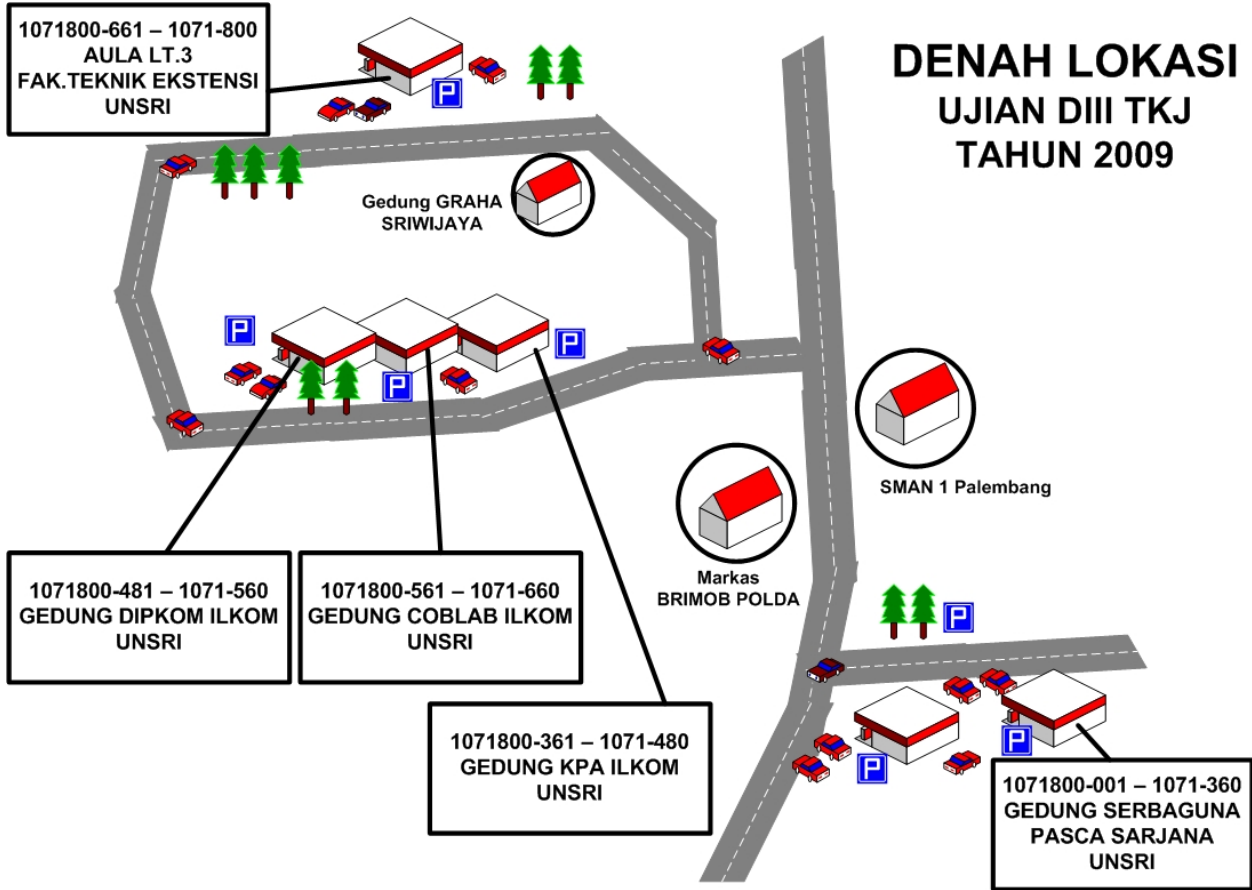 1071800-661 – 1071-800
AULA LT.3
FAK.TEKNIK EKSTENSI
UNSRI
DENAH LOKASI
UJIAN DIII TKJ
TAHUN 2009
P
Gedung GRAHA
SRIWIJAYA
P
P
P
SMAN 1 Palembang
Markas
BRIMOB POLDA
1071800-481 – 1071-560
GEDUNG DIPKOM ILKOM
UNSRI
1071800-561 – 1071-660
GEDUNG COBLAB ILKOM
UNSRI
1071800-361 – 1071-480
GEDUNG KPA ILKOM
UNSRI
P
P
P
1071800-001 – 1071-360
GEDUNG SERBAGUNA
PASCA SARJANA
UNSRI